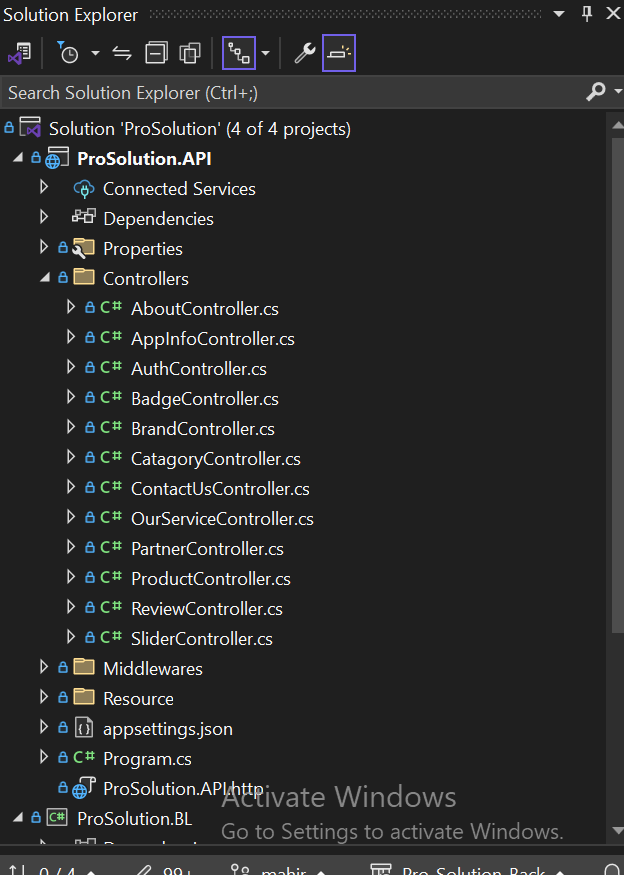 Solution Explorer
Search Solution Explorer (Ctrl+;)
Solution 'ProSolution' (4 of 4 projects)
ProSolution.API
Connected Services
Dependencies
Properties
Controllers
C# AboutController.cs
C# AppInfoController.cs
C# AuthController.cs
C# BadgeController.cs
C# BrandController.cs
C# CatagoryController.cs
C# ContactUsController.cs
C# OurServiceController.cs
C# PartnerController.cs
C# ProductController.cs
C# ReviewController.cs
C# SliderController.cs
Middlewares
Resource
appsettings.json
C# Program.cs
ProSolution.API.http
Activate Windows
C# ProSolution.BL
Go to Settings to activate Windows.
0 / 4 99+ mahir Pro-Solution-Back